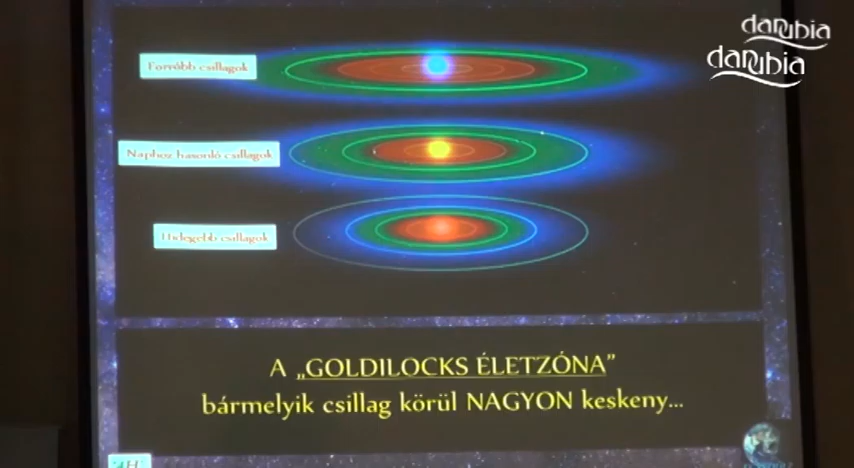 danubia
danubia
Forróbb csillagok
Naphoz hasonló csillagok
Hidegebb csillagok
A „GOLDILOCKS ÉLETZÓNA”
bármelyik csillag körül NAGYON keskeny...